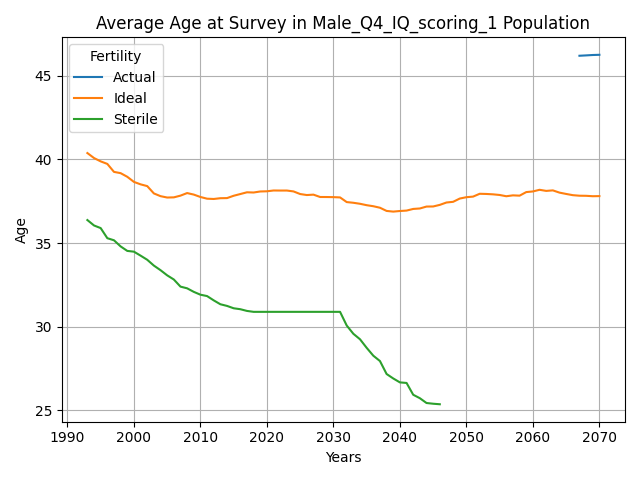 Average Age at Survey in Male_Q4_IQ_scoring_1 Population
Fertility
Actual
Ideal
Sterile
45
40
35
30
25
Age
1990 2000 2010 2020 2030 2040 2050 2060 2070
Years